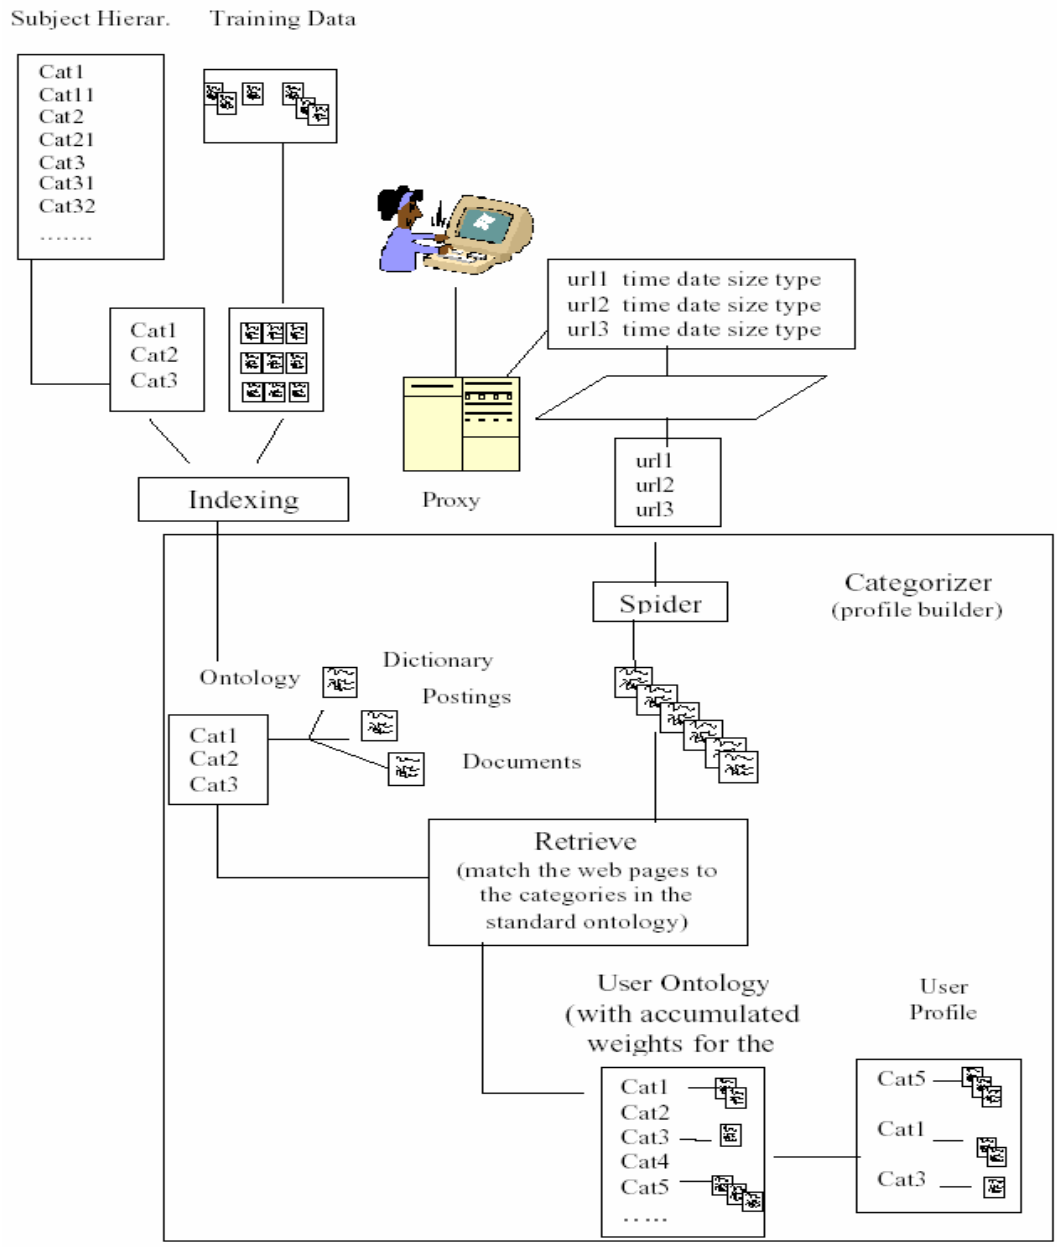 Subject Hierar.
Training Data
Cat1
Cat11
Cat2
Cat21
Cat3
Cat31
Cat32
.......
Cat1
Cat2
Cat3
Indexing
url1 time date size type
url2 time date size type
url3 time date size type
Proxy
url1
url2
url3
Categorizer
(profile builder)
Spider
Ontology
Dictionary
Postings
Documents
Cat1
Cat2
Cat3
Retrieve
(match the web pages to
the categories in the
standard ontology)
User Ontology
(with accumulated
weights for the
Cat1
Cat2
Cat3
Cat4
Cat5
......
User
Profile
Cat5
Cat1
Cat3